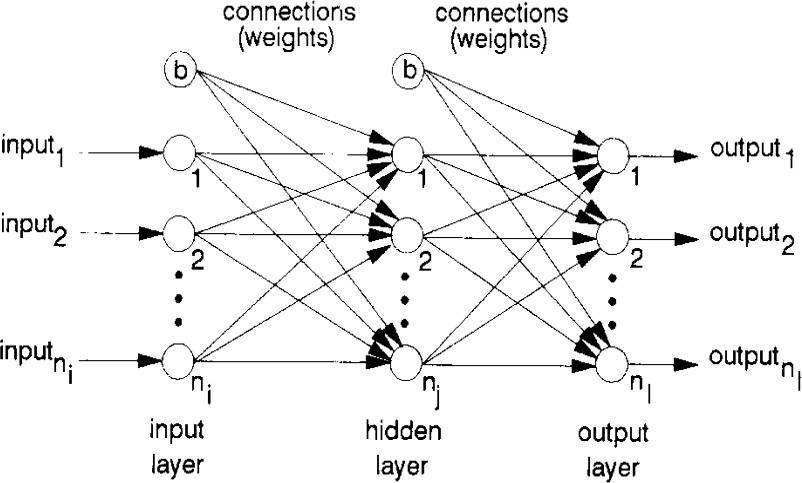 connections connections
(weights) (weights)
b b
input1 1 1 1 output1
input2 2 2 2 output2
inputni ni nj nl outputnl
input hidden output
layer layer layer